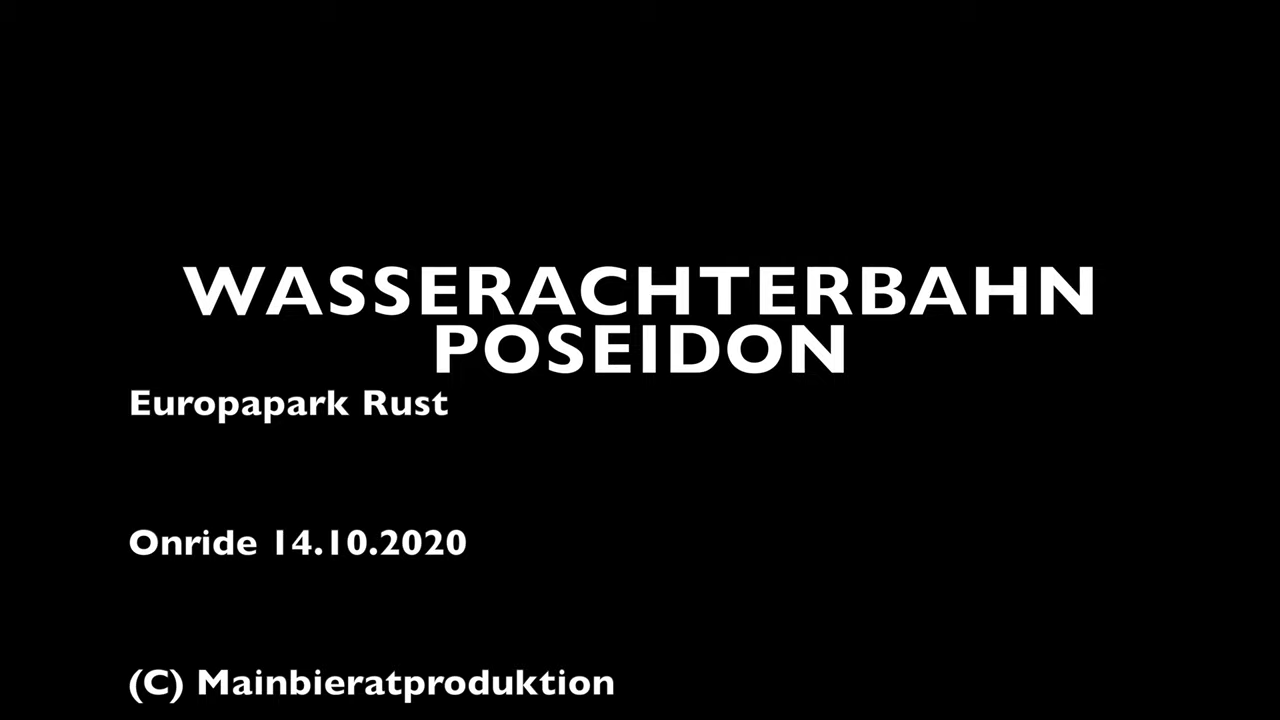 WASSERACHTERBAHN
POSEIDON
Europapark Rust
Onride 14.10.2020
(C) Mainbieratproduktion